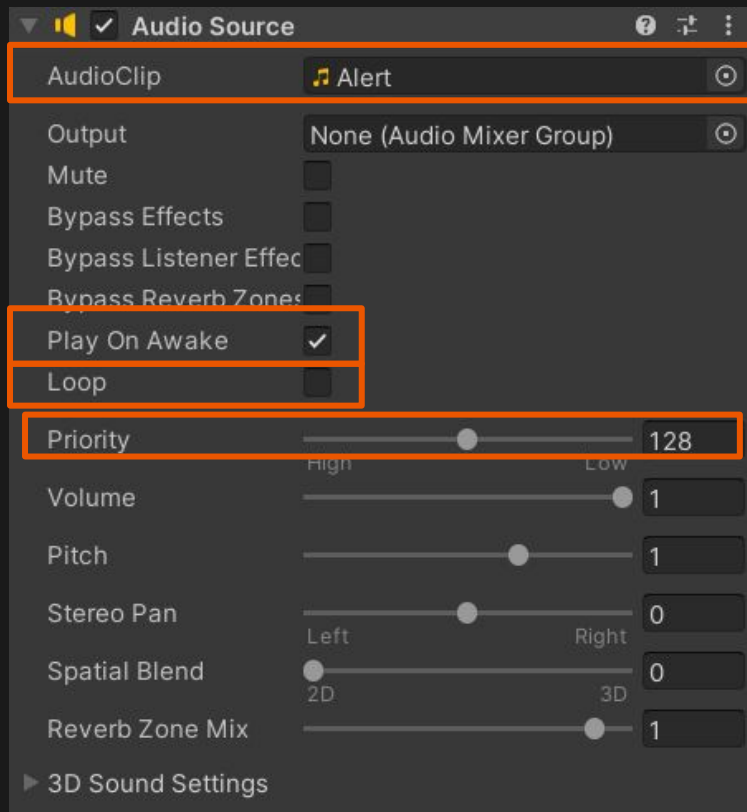 Audio Source
AudioClip Alert
Output None (Audio Mixer Group)
Mute
Bypass Effects
Bypass Listener Effec
Bypass Reverb Zones
Play On Awake
Loop
Priority 128
High Low
Volume 1
Pitch 1
Stereo Pan 0
Left Right
Spatial Blend 0
2D 3D
Reverb Zone Mix 1
3D Sound Settings